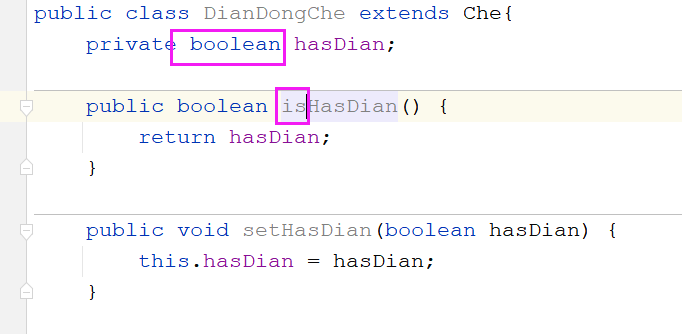 public class DianDongChe extends Che{
private boolean hasDian;
public boolean isHasDian() {
return hasDian;
}
public void setHasDian(boolean hasDian) {
this.hasDian = hasDian;
}